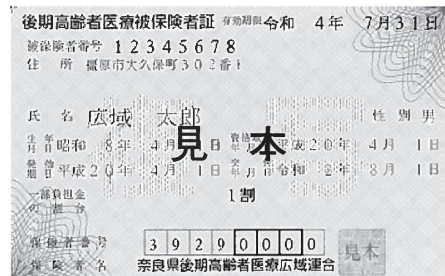 後期高齢者医療被保険者証 有効期限 令和 4年 7月31日
被保険者番号 12345678
住所 橿原市大久保町302番1
氏名 広域 太郎 性別 男
生年月日 昭和 8年 4月 1日 資格取得年月日 平成20年 4月 1日
発効期日 平成20年 4月 1日 交付年月日 令和 2年 8月 1日
見本
一部負担金の割合 1割
保険者番号 39290000
保険者名 奈良県後期高齢者医療広域連合
見本